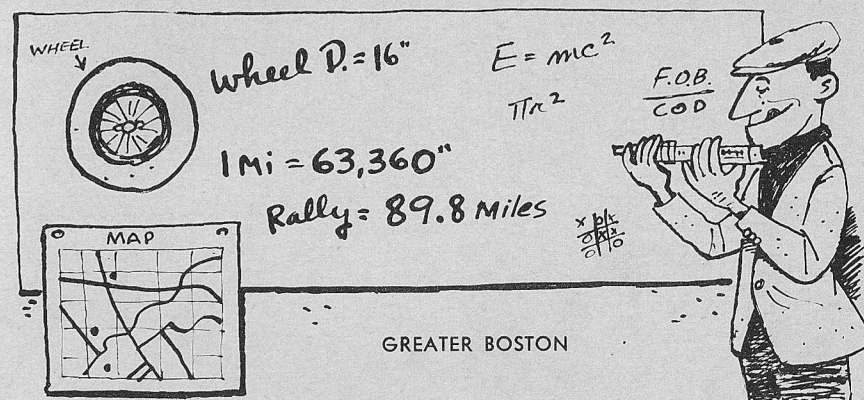 WHEEL
Wheel D. = 16"
E = mc²
πr²
F.O.B.
COD
1 Mi = 63,360"
Rally = 89.8 Miles
x o x
o x x
o o
MAP
GREATER BOSTON